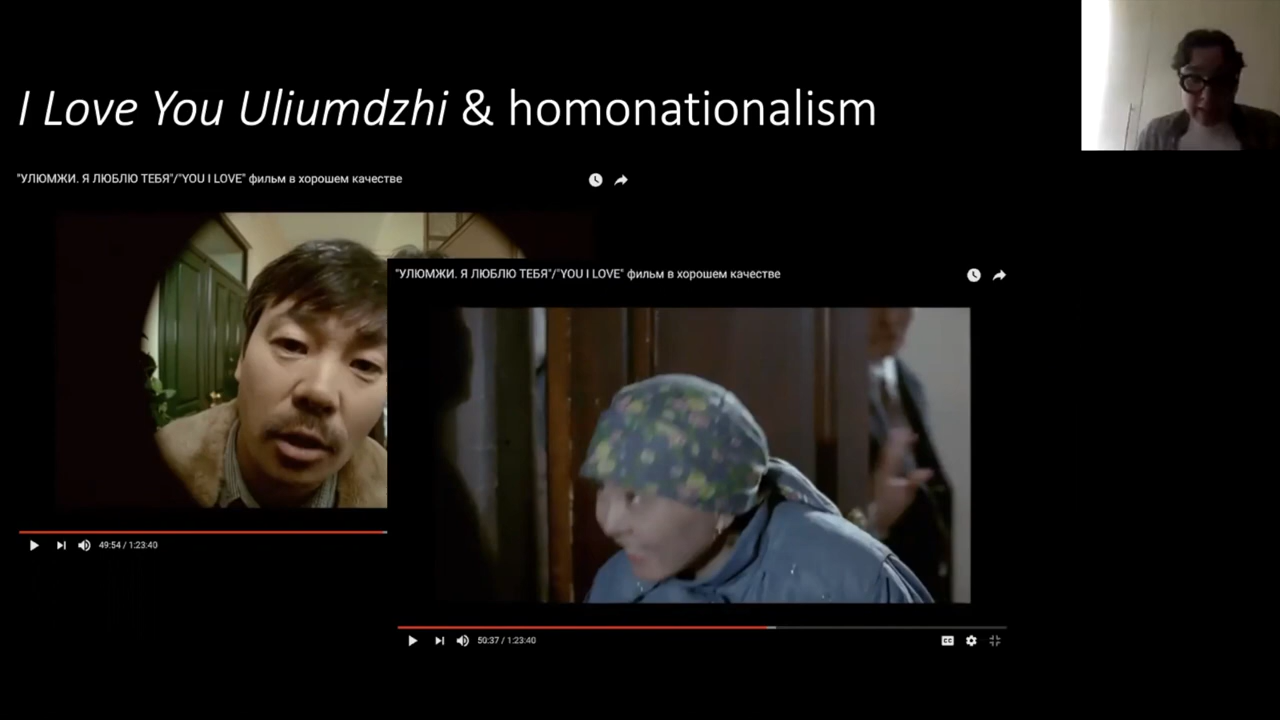 I Love You Uliumdzhi & homonationalism
"УЛЮМЖИ. Я ЛЮБЛЮ ТЕБЯ"/"YOU I LOVE" фильм в хорошем качестве
"УЛЮМЖИ. Я ЛЮБЛЮ ТЕБЯ"/"YOU I LOVE" фильм в хорошем качестве
49:54 / 1:23:40
50:37 / 1:23:40
CC